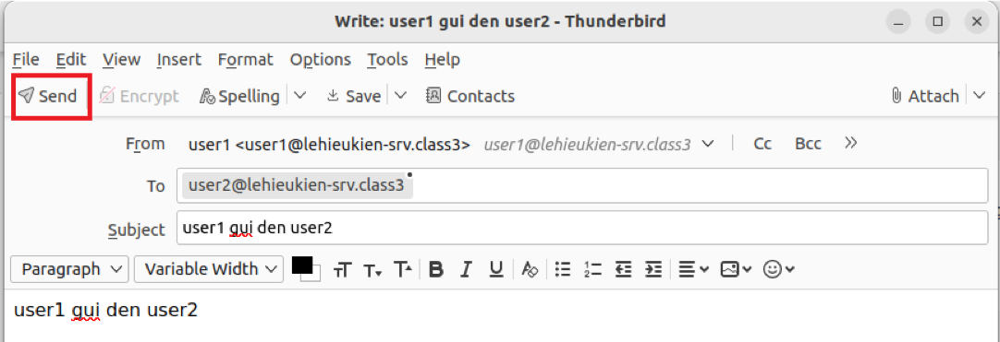 Write: user1 gui den user2 - Thunderbird
File Edit View Insert Format Options Tools Help
Send Encrypt Spelling Save Contacts Attach
From user1 <user1@lehieukien-srv.class3> user1@lehieukien-srv.class3 Cc Bcc
To user2@lehieukien-srv.class3
Subject user1 gui den user2
Paragraph Variable Width
user1 gui den user2